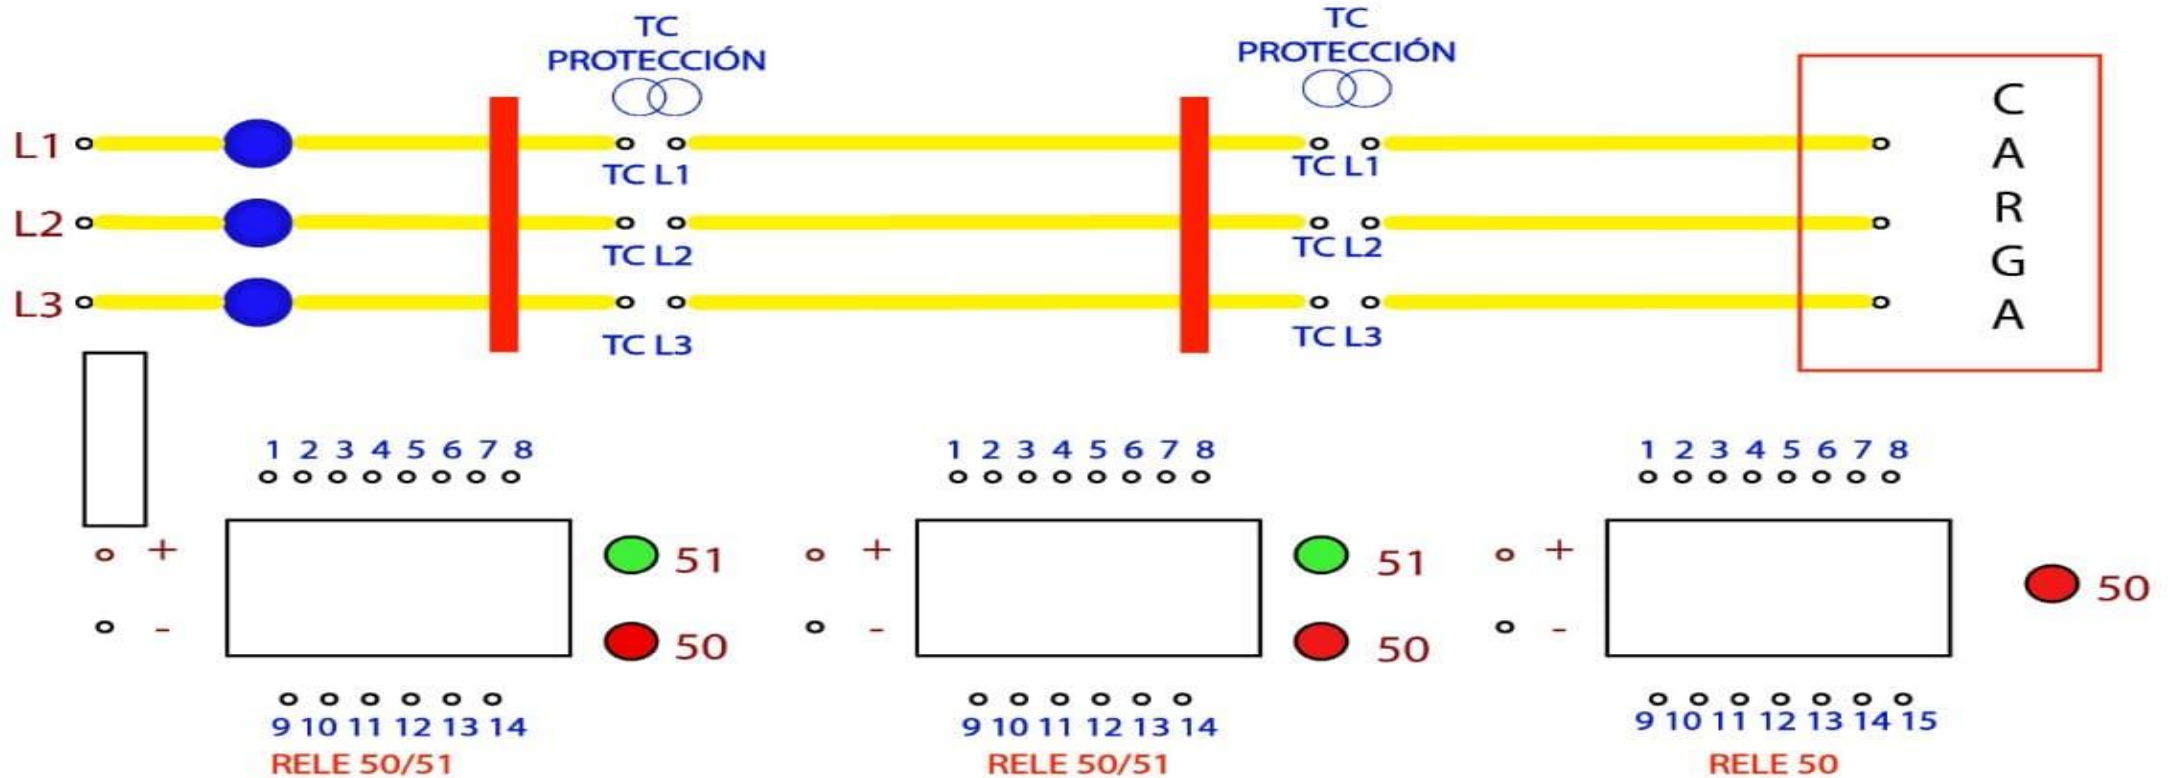 TC
PROTECCIÓN
TC
PROTECCIÓN
L1
TC L1
TC L1
L2
TC L2
TC L2
L3
TC L3
TC L3
C
A
R
G
A
1 2 3 4 5 6 7 8
1 2 3 4 5 6 7 8
1 2 3 4 5 6 7 8
+
51
+
51
+
50
-
50
-
50
-
9 10 11 12 13 14
9 10 11 12 13 14
9 10 11 12 13 14 15
RELE 50/51
RELE 50/51
RELE 50